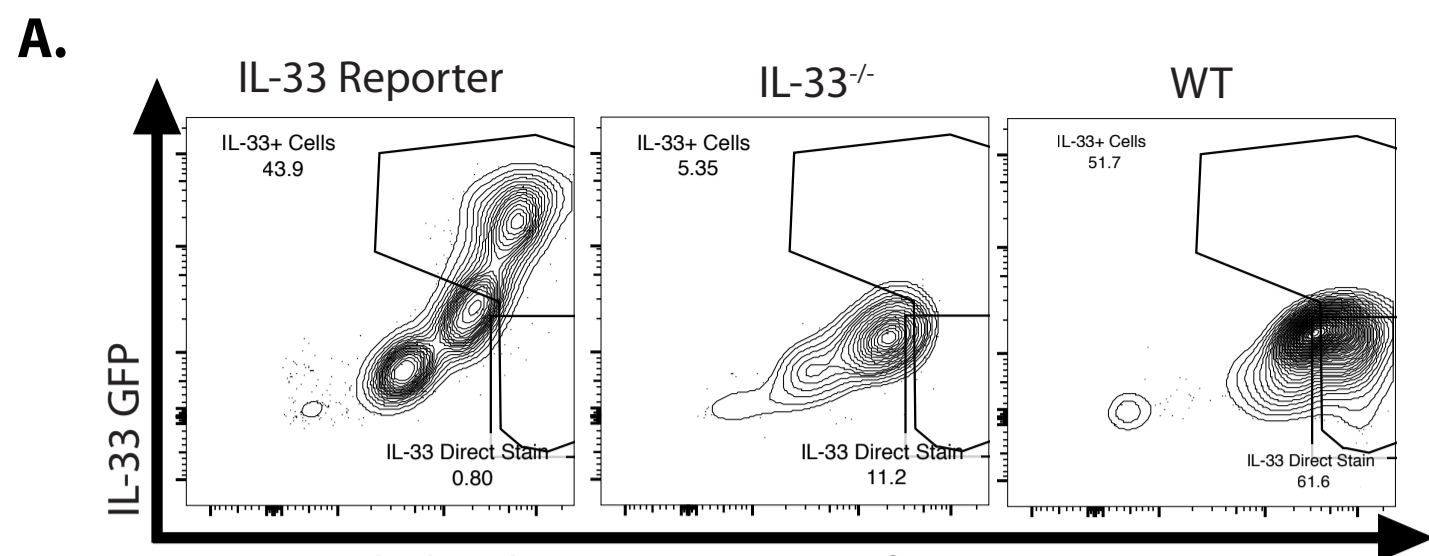 A.
IL-33 Reporter
IL-33-/-
WT
IL-33+ Cells
43.9
IL-33+ Cells
5.35
IL-33+ Cells
51.7
IL-33 GFP
IL-33 Direct Stain
0.80
IL-33 Direct Stain
11.2
IL-33 Direct Stain
61.6